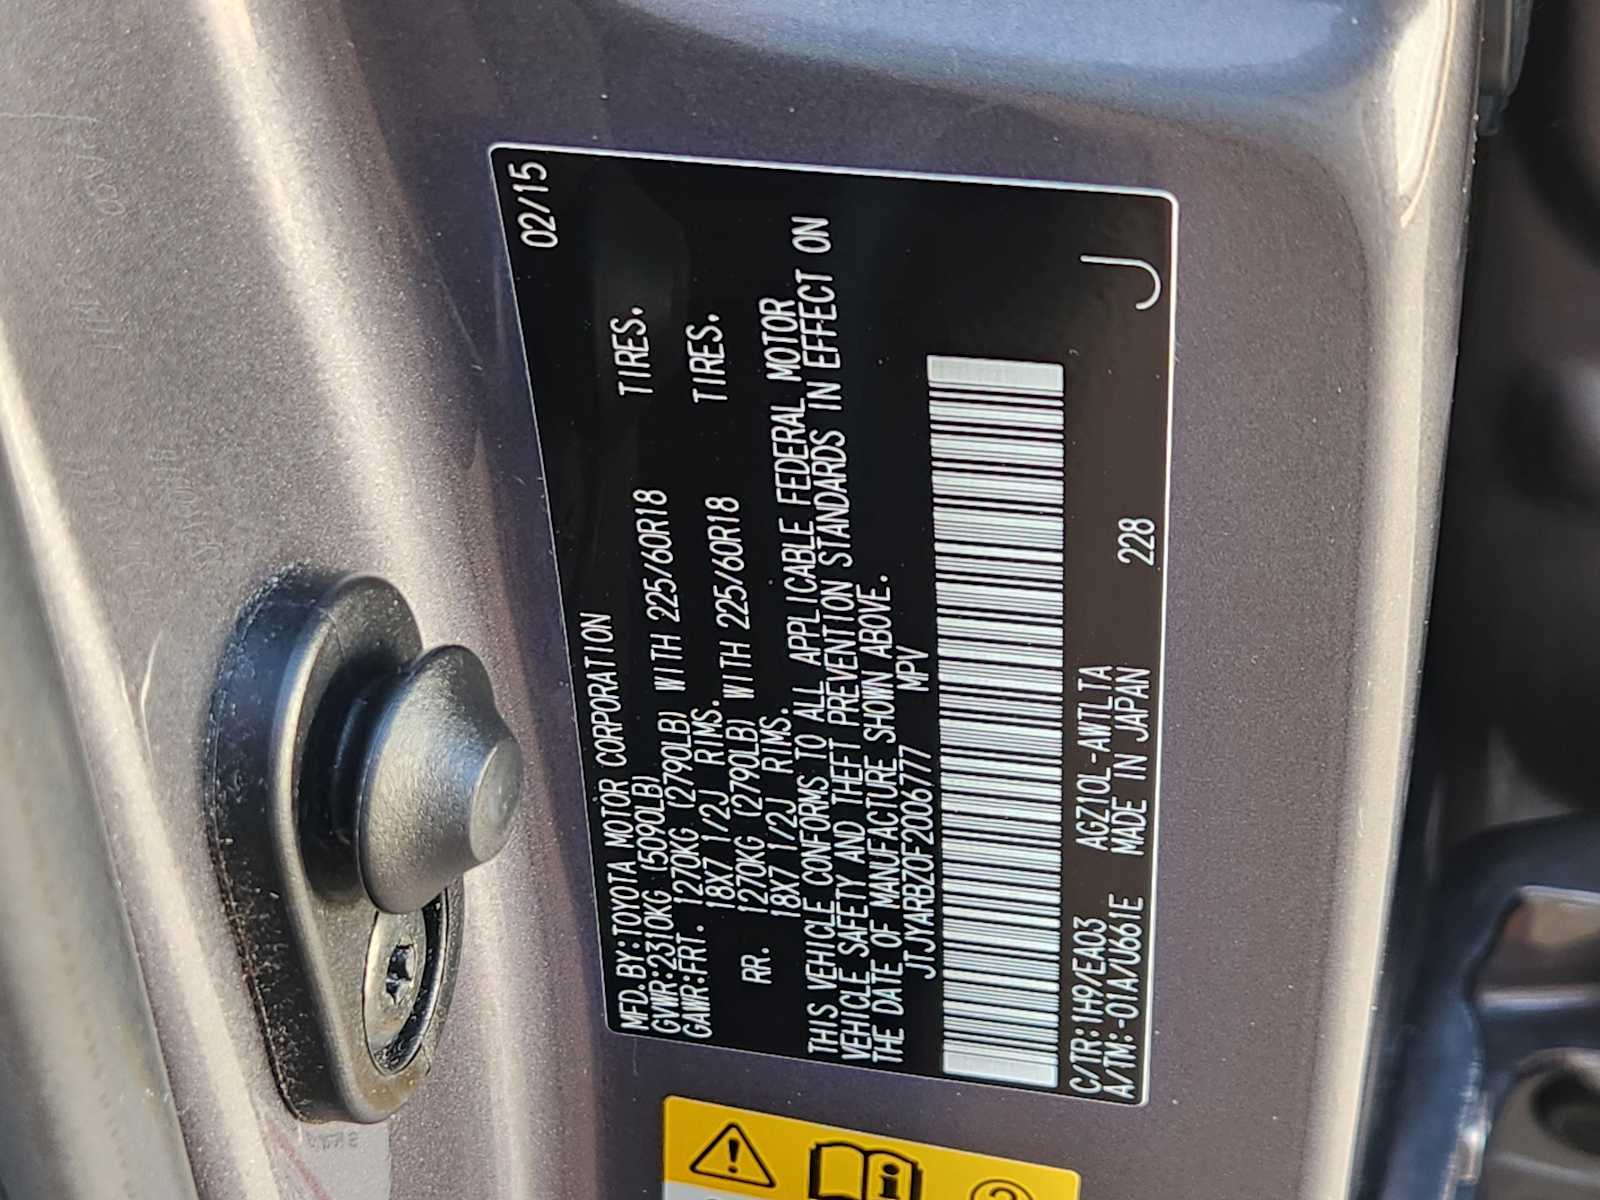 MFD.BY:TOYOTA MOTOR CORPORATION 02/15
GVWR:2310KG (5090LB)
GAWR:FRT. 1270KG (2790LB) WITH 225/60R18 TIRES.
18X7 1/2J RIMS.
RR. 1270KG (2790LB) WITH 225/60R18 TIRES.
18X7 1/2J RIMS.
THIS VEHICLE CONFORMS TO ALL APPLICABLE FEDERAL MOTOR
VEHICLE SAFETY AND THEFT PREVENTION STANDARDS IN EFFECT ON
THE DATE OF MANUFACTURE SHOWN ABOVE.
JTJYARBZ0F2006777 MPV
C/TR:1H9/EA03 AGZ10L-AWTLTA 228
A/TM:-01A/U661E MADE IN JAPAN
J